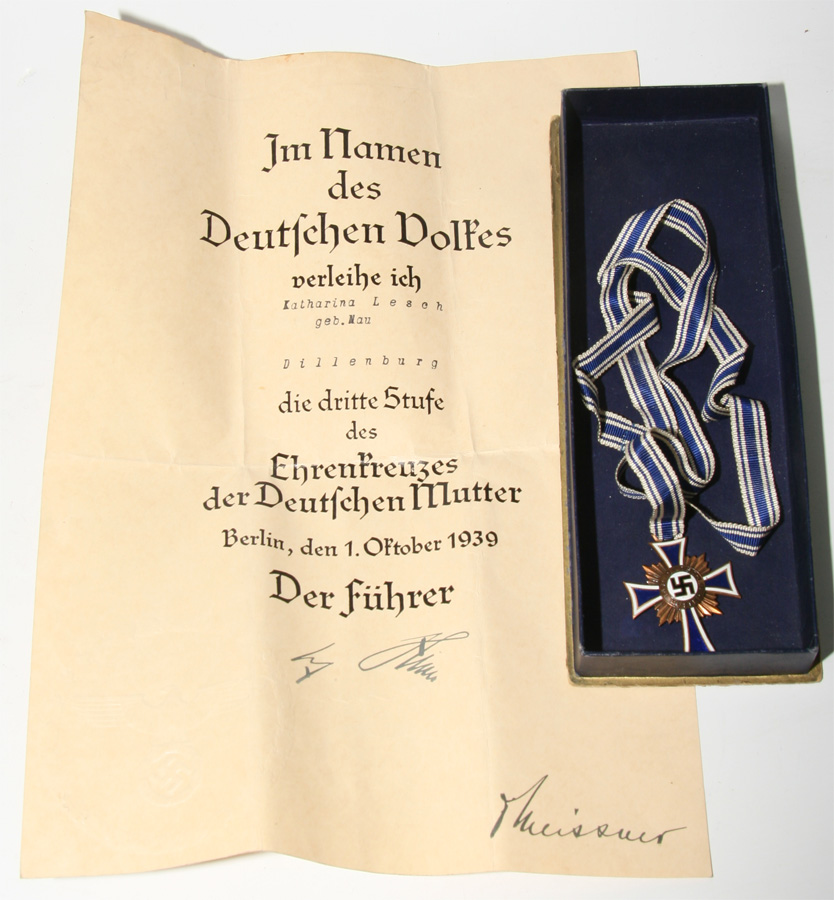 Im Namen
des
Deutschen Volkes
verleihe ich
Katharina Lesch
geb.Mau
Dillenburg
die dritte Stufe
des
Ehrenkreuzes
der Deutschen Mutter
Berlin, den 1. Oktober 1939
Der Führer
Meissner